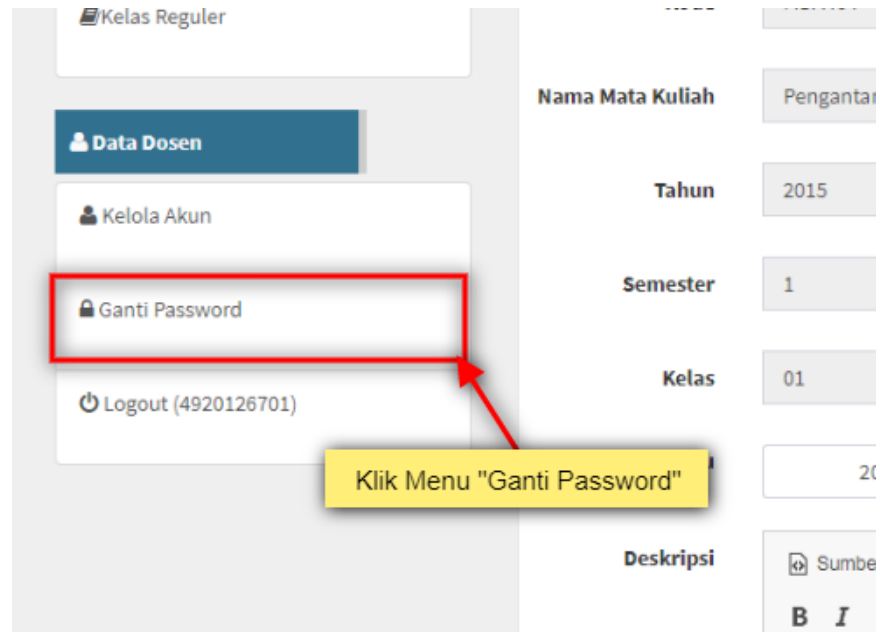 Kelas Reguler
Data Dosen
Kelola Akun
Ganti Password
Logout (4920126701)
Klik Menu "Ganti Password"
Nama Mata Kuliah
Tahun 2015
Semester 1
Kelas 01
Deskripsi
B I